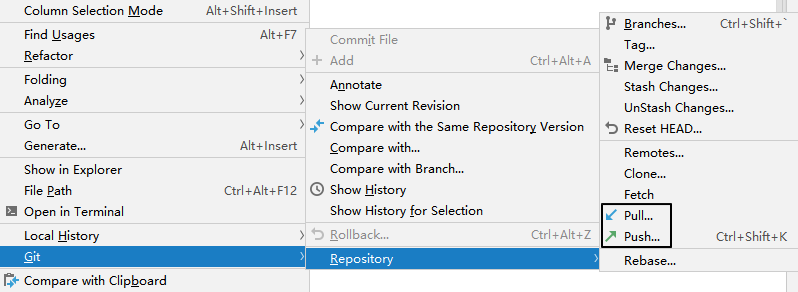 Column Selection Mode Alt+Shift+Insert
Find Usages Alt+F7
Refactor
Folding
Analyze
Go To
Generate... Alt+Insert
Show in Explorer
File Path Ctrl+Alt+F12
Open in Terminal
Local History
Git
Compare with Clipboard
Commit File
Add Ctrl+Alt+A
Annotate
Show Current Revision
Compare with the Same Repository Version
Compare with...
Compare with Branch...
Show History
Show History for Selection
Rollback... Ctrl+Alt+Z
Repository
Branches... Ctrl+Shift+`
Tag...
Merge Changes...
Stash Changes...
UnStash Changes...
Reset HEAD...
Remotes...
Clone...
Fetch
Pull...
Push... Ctrl+Shift+K
Rebase...